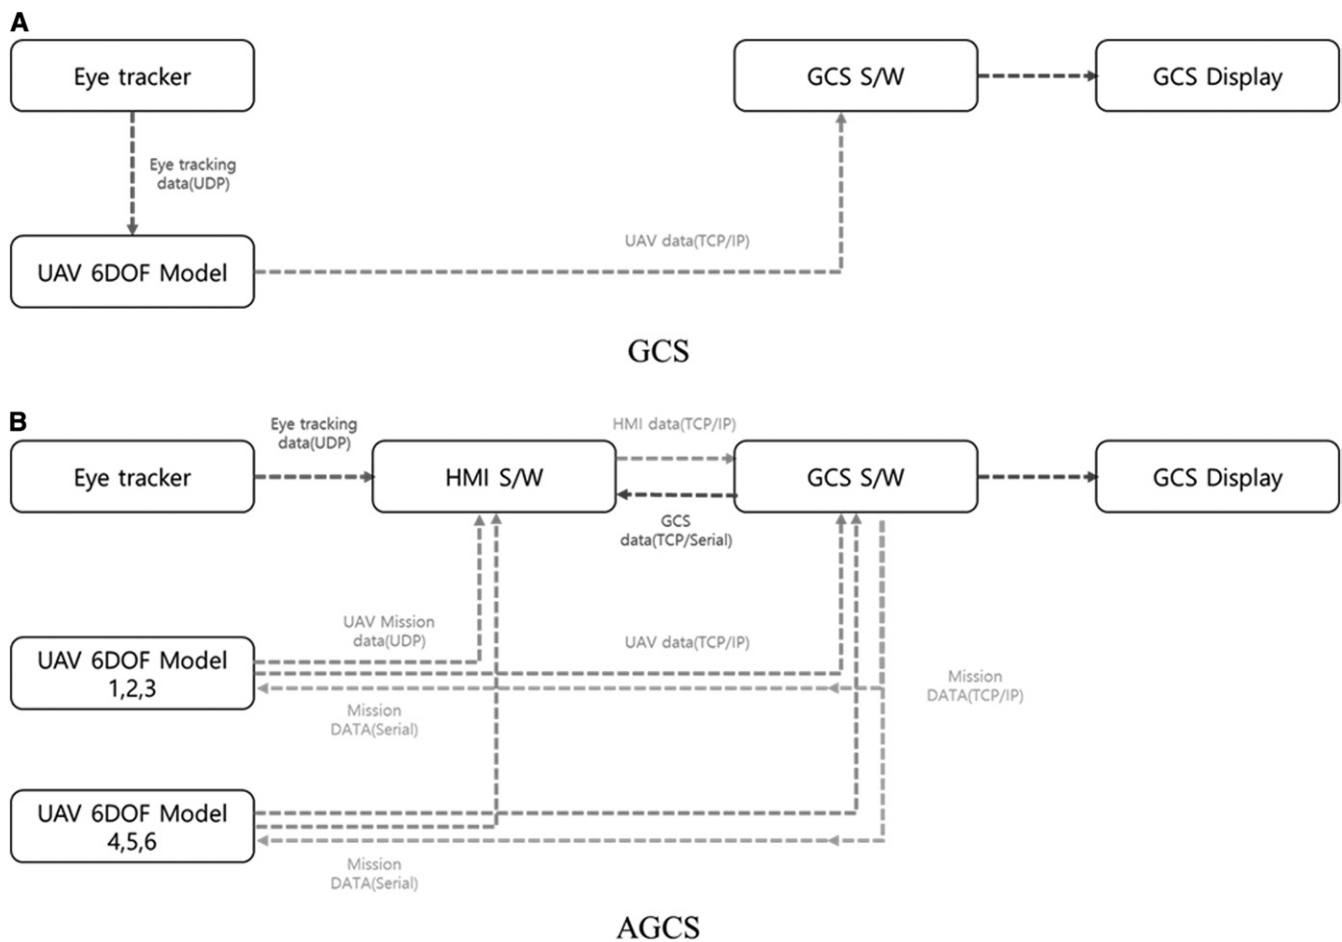 A
Eye tracker
GCS S/W
GCS Display
Eye tracking
data(UDP)
UAV 6DOF Model
UAV data(TCP/IP)
GCS
B
Eye tracking
data(UDP)
HMI data(TCP/IP)
Eye tracker
HMI S/W
GCS S/W
GCS Display
GCS
data(TCP/Serial)
UAV Mission
data(UDP)
UAV data(TCP/IP)
UAV 6DOF Model
1,2,3
Mission
DATA(TCP/IP)
Mission
DATA(Serial)
UAV 6DOF Model
4,5,6
Mission
DATA(Serial)
AGCS